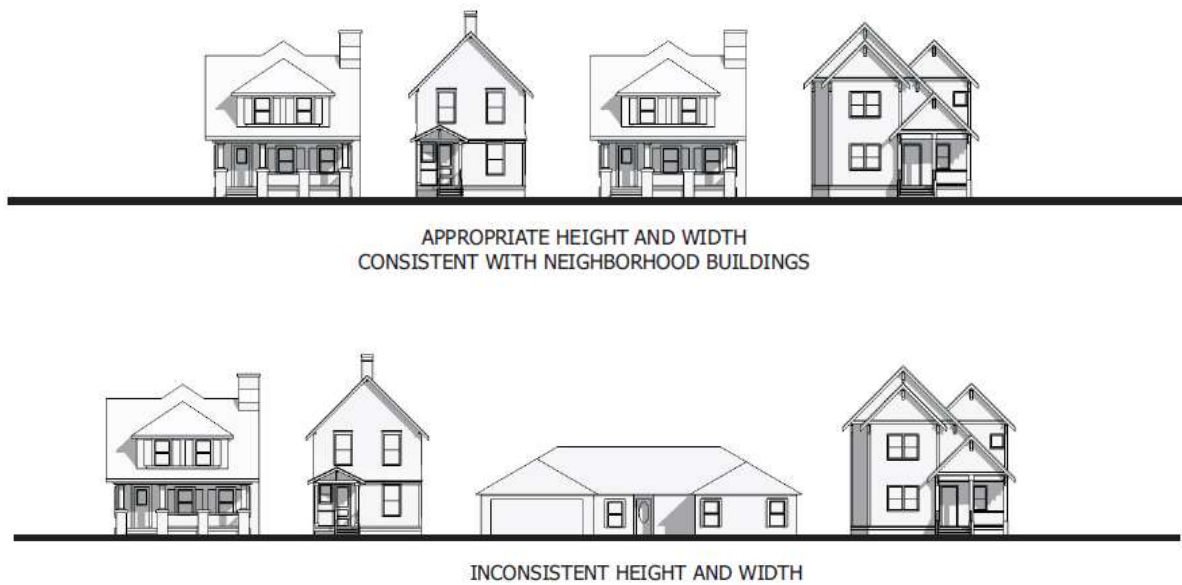 APPROPRIATE HEIGHT AND WIDTH
CONSISTENT WITH NEIGHBORHOOD BUILDINGS
INCONSISTENT HEIGHT AND WIDTH